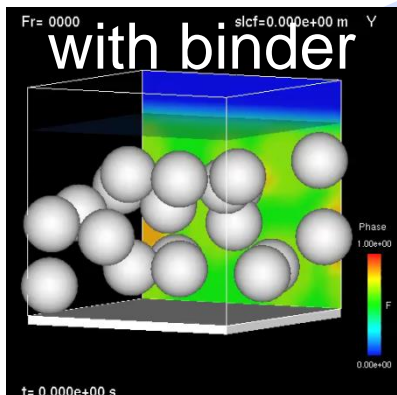 Fr= 0000 slcf=0.000e+00 m Y
with binder
Phase
1.00e+00
F
0.00e+00
t= 0.000e+00 s